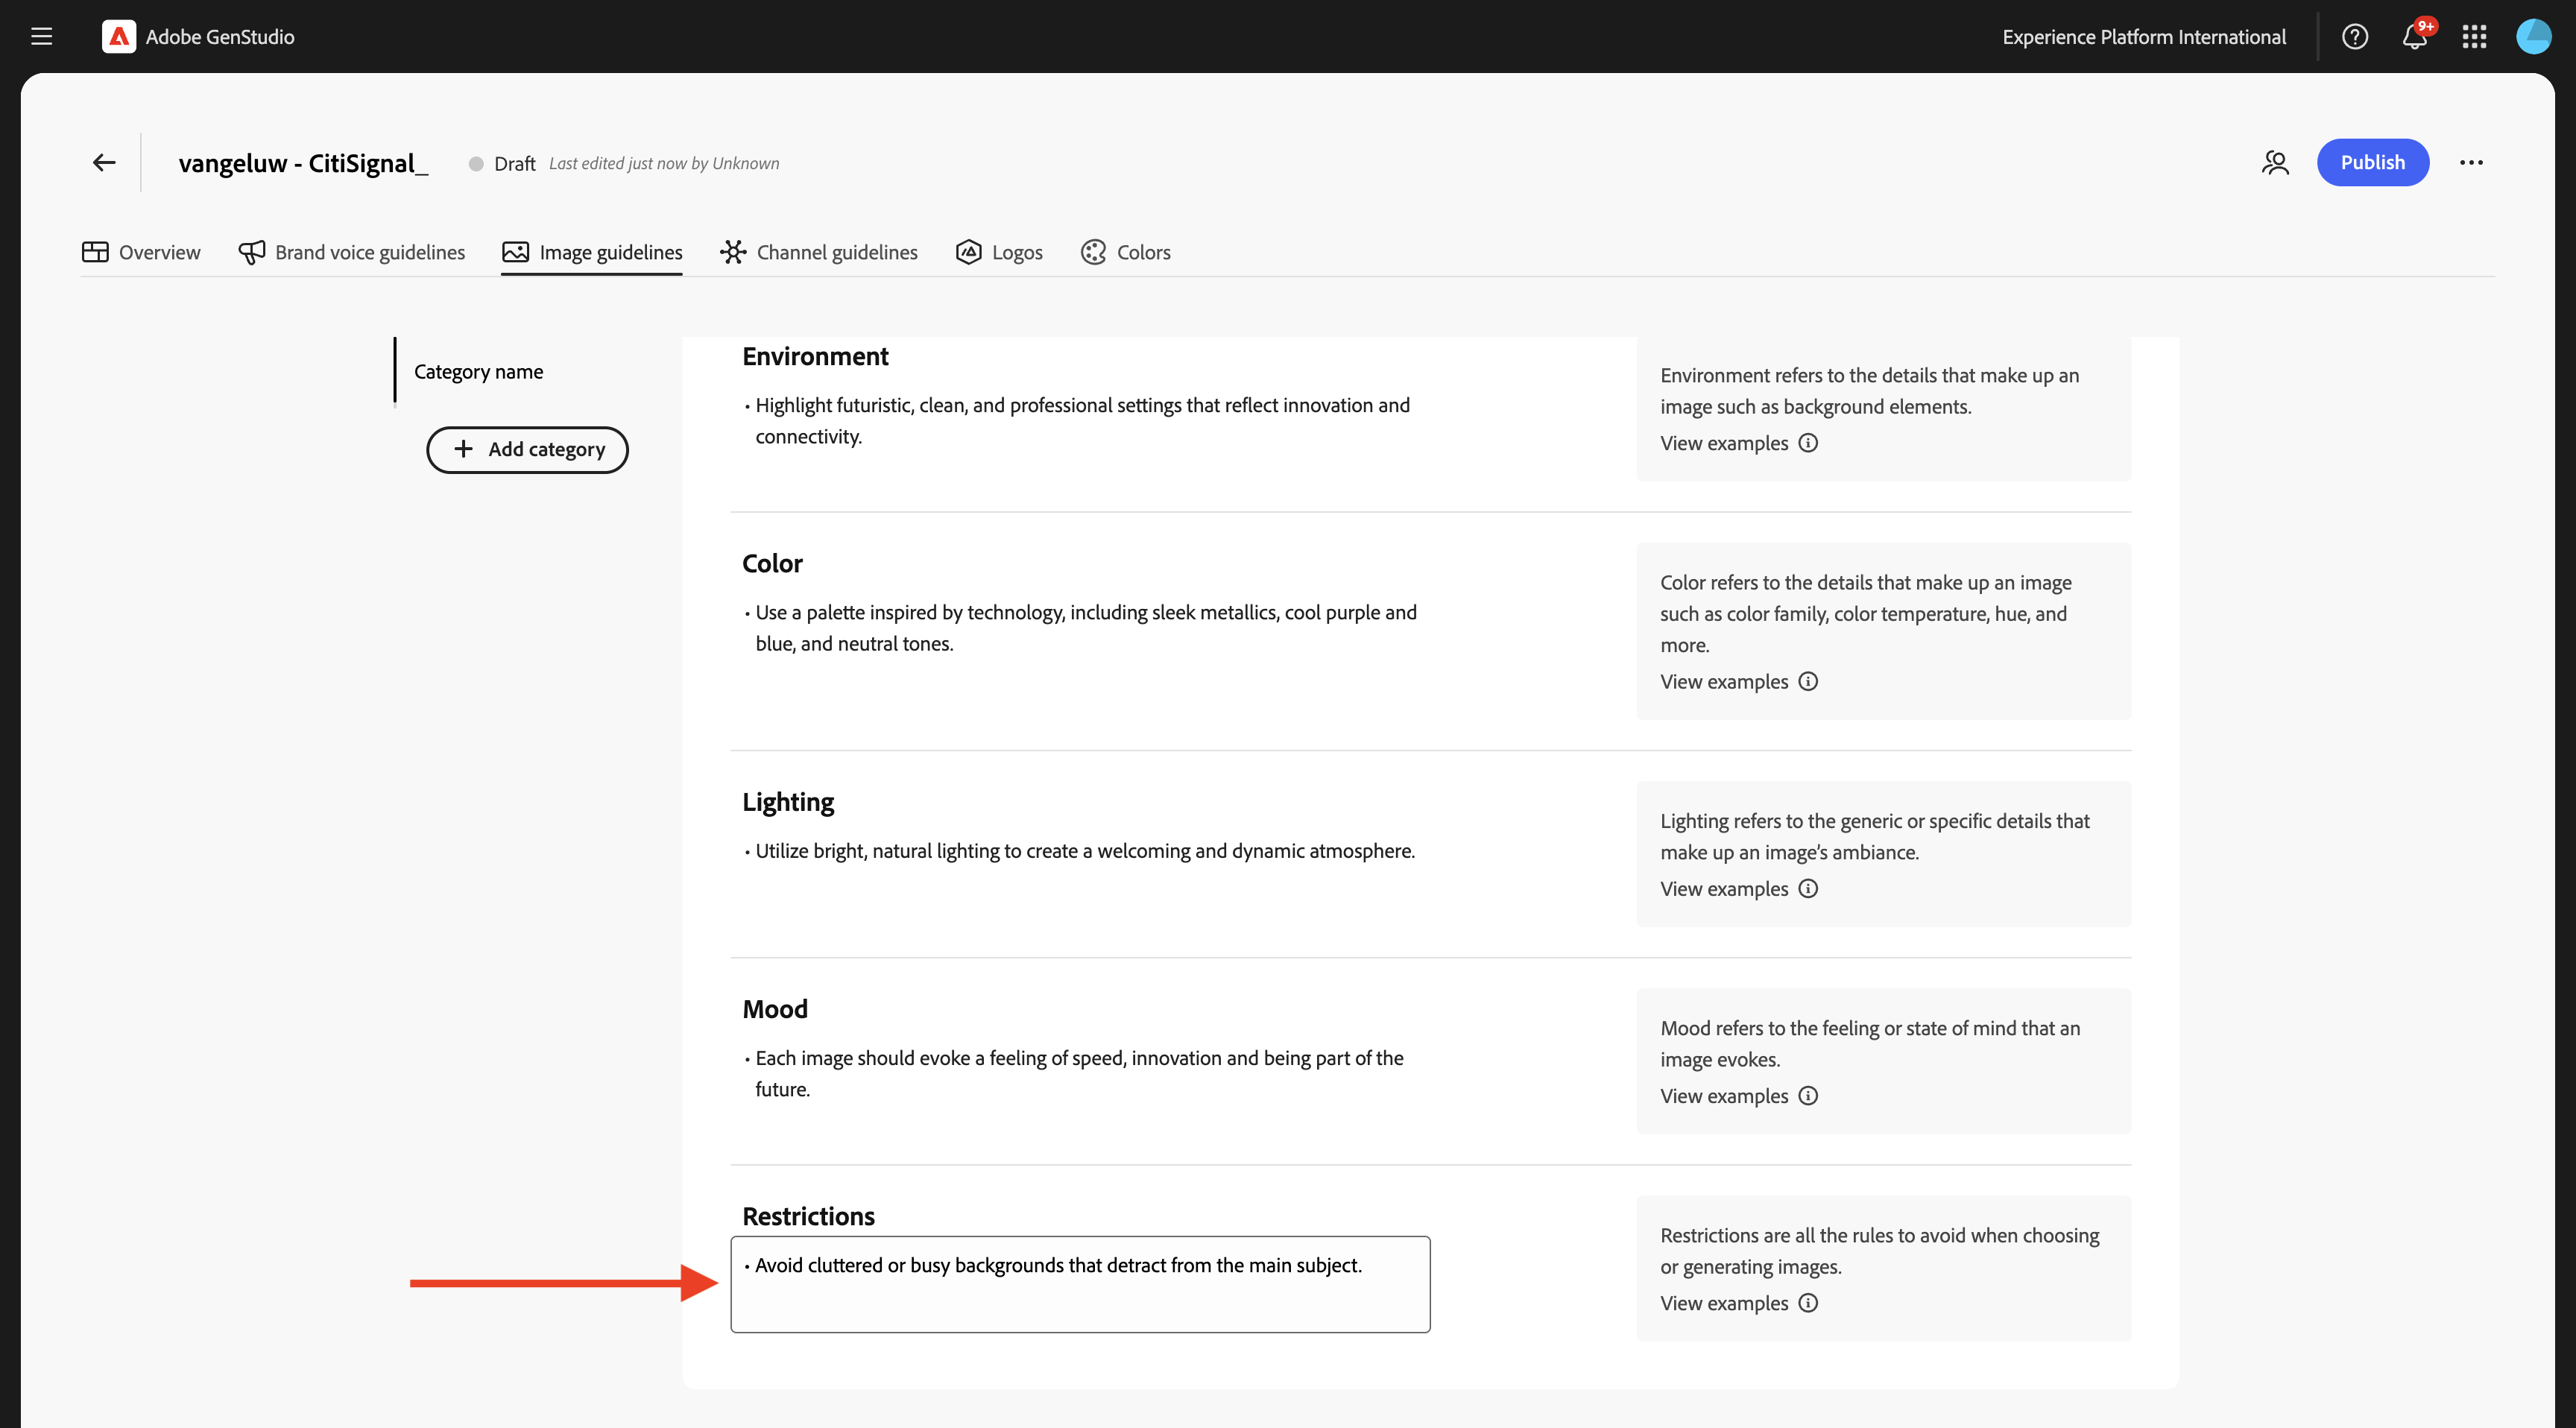 Adobe GenStudio
Experience Platform International
9+
vangeluw - CitiSignal_
Draft
Last edited just now by Unknown
Publish
Overview
Brand voice guidelines
Image guidelines
Channel guidelines
Logos
Colors
Category name
Add category
Environment
• Highlight futuristic, clean, and professional settings that reflect innovation and
connectivity.
Environment refers to the details that make up an
image such as background elements.
View examples
Color
• Use a palette inspired by technology, including sleek metallics, cool purple and
blue, and neutral tones.
Color refers to the details that make up an image
such as color family, color temperature, hue, and
more.
View examples
Lighting
• Utilize bright, natural lighting to create a welcoming and dynamic atmosphere.
Lighting refers to the generic or specific details that
make up an image’s ambiance.
View examples
Mood
• Each image should evoke a feeling of speed, innovation and being part of the
future.
Mood refers to the feeling or state of mind that an
image evokes.
View examples
Restrictions
• Avoid cluttered or busy backgrounds that detract from the main subject.
Restrictions are all the rules to avoid when choosing
or generating images.
View examples